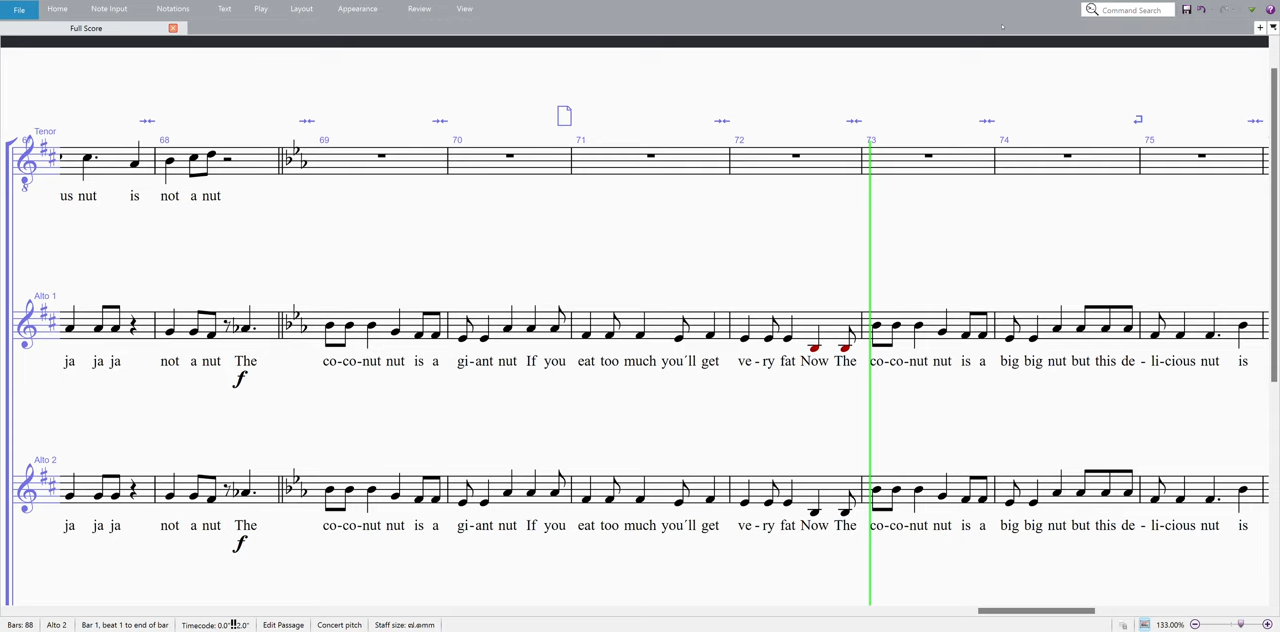 File Home Note Input Notations Text Play Layout Appearance Review View Command Search
Full Score
Tenor 68 69 70 71 72 73 74 75
us nut is not a nut
Alto 1
ja ja ja not a nut The co-co-nut nut is a gi-ant nut If you eat too much you´ll get ve-ry fat Now The co-co-nut nut is a big big nut but this de-li-cious nut is
f
Alto 2
ja ja ja not a nut The co-co-nut nut is a gi-ant nut If you eat too much you´ll get ve-ry fat Now The co-co-nut nut is a big big nut but this de-li-cious nut is
f
Bars: 88 Alto 2 Bar 1, beat 1 to end of bar Edit Passage Concert pitch 133.00%